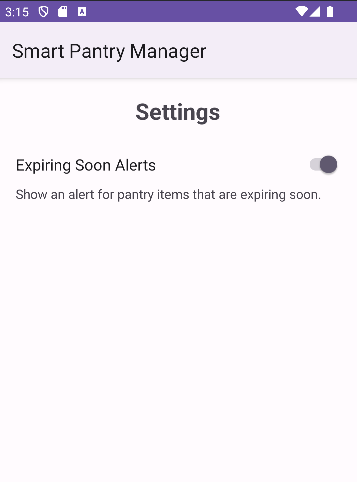 3:15
Smart Pantry Manager
Settings
Expiring Soon Alerts
Show an alert for pantry items that are expiring soon.